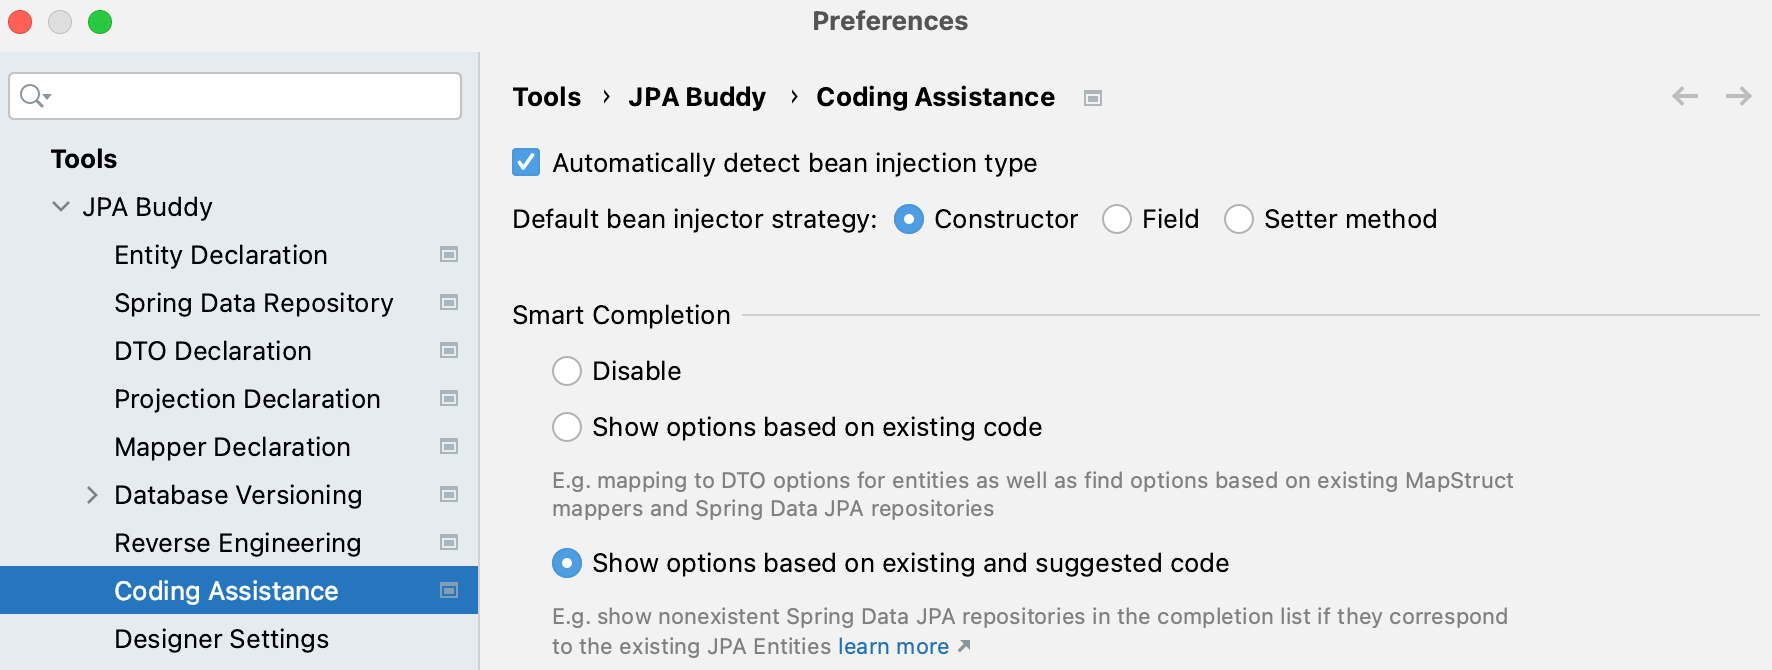 Preferences
Tools
JPA Buddy
Entity Declaration
Spring Data Repository
DTO Declaration
Projection Declaration
Mapper Declaration
Database Versioning
Reverse Engineering
Coding Assistance
Designer Settings
Tools › JPA Buddy › Coding Assistance
Automatically detect bean injection type
Default bean injector strategy: Constructor Field Setter method
Smart Completion
Disable
Show options based on existing code
E.g. mapping to DTO options for entities as well as find options based on existing MapStruct
mappers and Spring Data JPA repositories
Show options based on existing and suggested code
E.g. show nonexistent Spring Data JPA repositories in the completion list if they correspond
to the existing JPA Entities learn more